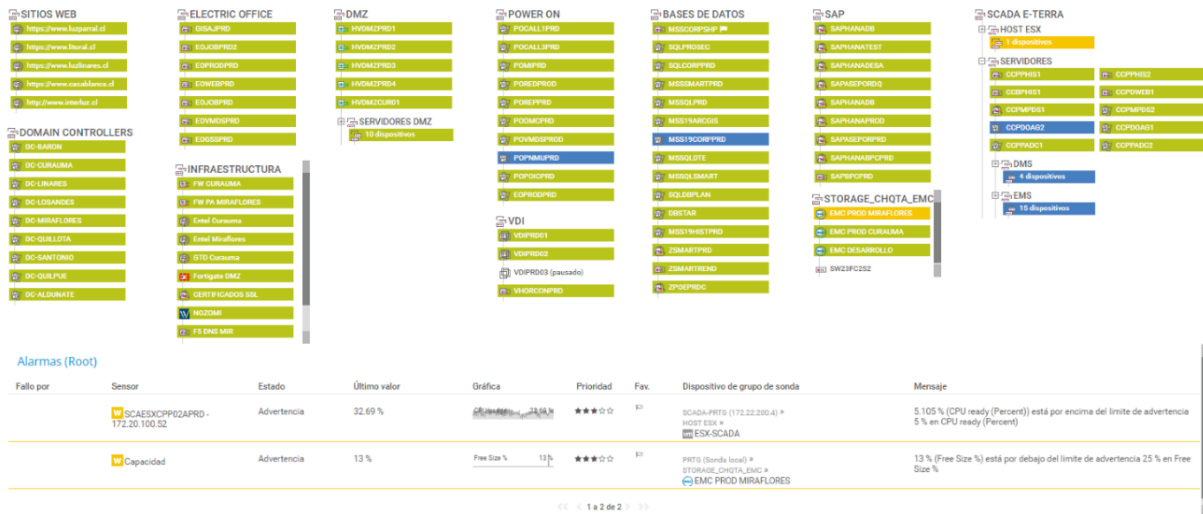 SITIOS WEB
https://www.luzparral.cl
https://www.litoral.cl
https://www.luzlinares.cl
https://www.casablanca.cl
http://www.interluz.cl
DOMAIN CONTROLLERS
DC-BARON
DC-CURAUMA
DC-LINARES
DC-LOSANDES
DC-MIRAFLORES
DC-QUILLOTA
DC-SANTONIO
DC-QUILPUE
DC-ALDUNATE
ELECTRIC OFFICE
GISAJPRD
EOJOBPRD2
EOPRODPRD
EOWEBPRD
EOJOBPRD
EOVMDSPRD
EOGSSPRD
INFRAESTRUCTURA
FW CURAUMA
FW PA MIRAFLORES
Entel Curauma
Entel Miraflores
GTD Curauma
Fortigate DMZ
CERTIFICADOS SSL
NOZOMI
F5 DNS MIR
DMZ
HVDMZPRD1
HVDMZPRD2
HVDMZPRD3
HVDMZPRD4
HVDMZCUR01
SERVIDORES DMZ
10 dispositivos
POWER ON
POCALL1PRD
POCALL3PRD
POMIPRD
POREDPROD
POREPPRD
POOMCPRD
POVMDSPROD
POPNMUPRD
POPOICPRD
EOPRODPRD
VDI
VDIPRD01
VDIPRD02
VDIPRD03 (pausado)
VHORCONPRD
BASES DE DATOS
MSSCORPSHP
SQLPROSEC
SQLCORPPRD
MSSSMARTPRD
MSSQLPRD
MSS19ARCGIS
MSS19CORPPRD
MSSQLDTE
MSSQLSMART
SQLDBPLAN
DBSTAR
MSS19HISTPRD
ZSMARTPRD
ZSMARTREND
ZPOEPRDC
SAP
SAPHANADB
SAPHANATEST
SAPHANADESA
SAPASEPORDQ
SAPHANADB
SAPHANAPROD
SAPASEPORPRD
SAPHANABPCPRD
SAPBPCPRD
STORAGE_CHQTA_EMC
EMC PROD MIRAFLORES
EMC PROD CURAUMA
EMC DESARROLLO
SW23FC2S2
SCADA E-TERRA
HOST ESX
1 dispositivos
SERVIDORES
CCPPHIS1 CCPPHIS2
CCBPHIS1 CCPDWEB1
CCPMPDS1 CCPMPDS2
CCPDOAG2 CCPDOAG1
CCPPADC1 CCPPADC2
DMS
4 dispositivos
EMS
15 dispositivos
Alarmas (Root)
Fallo por Sensor Estado Último valor Gráfica Prioridad Fav. Dispositivo de grupo de sonda Mensaje
SCAESXCPP02APRD - 172.20.100.52 Advertencia 32.69 %
SCADA-PRTG (172.22.200.4) »
HOST ESX »
ESX-SCADA
5.105 % (CPU ready (Percent)) está por encima del limite de advertencia
5 % en CPU ready (Percent)
Capacidad Advertencia 13 % Free Size % 13 %
PRTG (Sonda local) »
STORAGE_CHQTA_EMC »
EMC PROD MIRAFLORES
13 % (Free Size %) está por debajo del limite de advertencia 25 % en Free
Size %
<< < 1 a 2 de 2 > >>